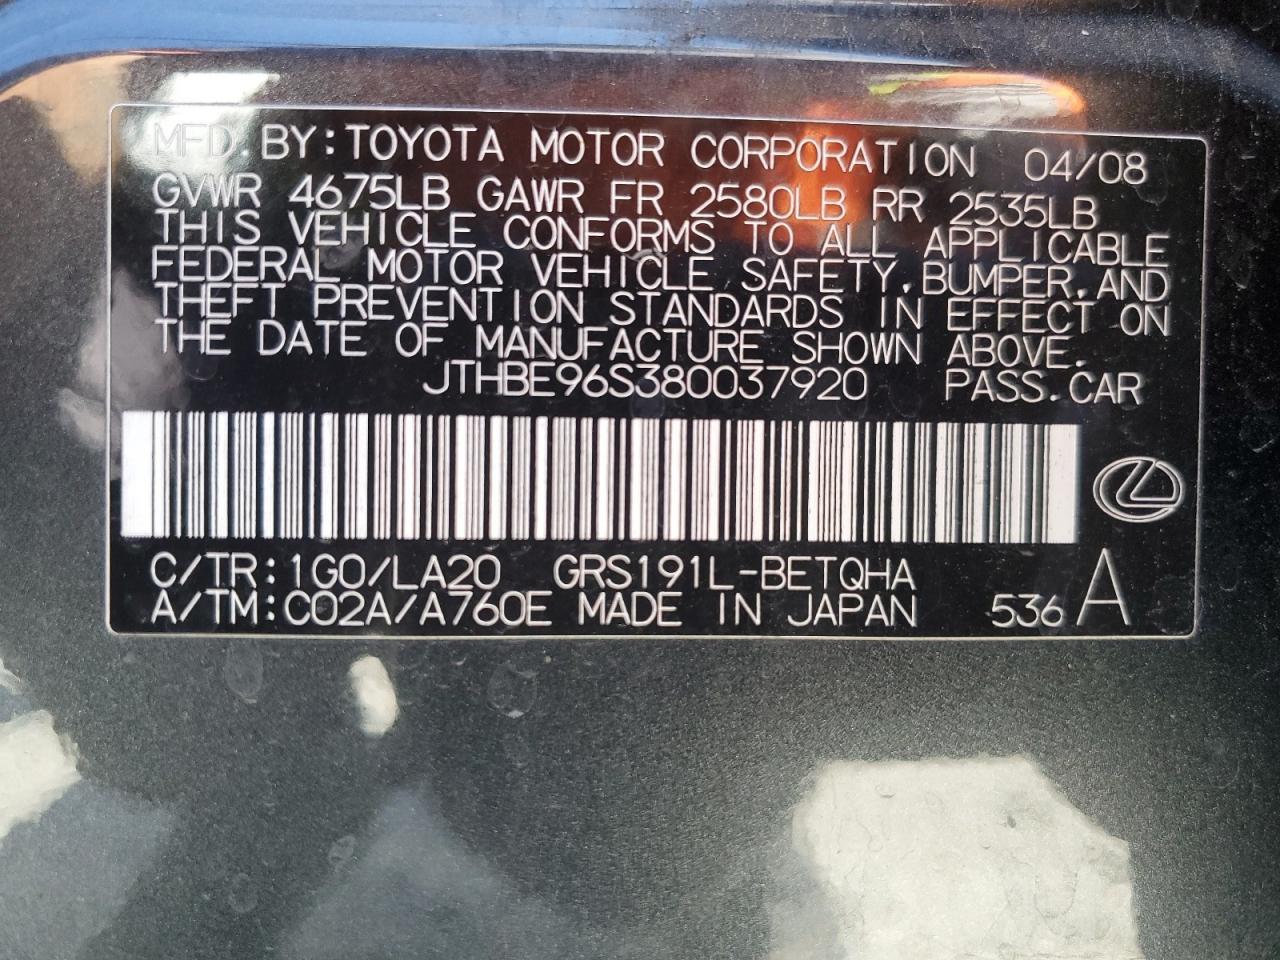 MFD. BY: TOYOTA MOTOR CORPORATION 04/08
GVWR 4675LB GAWR FR 2580LB RR 2535LB
THIS VEHICLE CONFORMS TO ALL APPLICABLE
FEDERAL MOTOR VEHICLE SAFETY, BUMPER, AND
THEFT PREVENTION STANDARDS IN EFFECT ON
THE DATE OF MANUFACTURE SHOWN ABOVE.
JTHBE96S380037920 PASS. CAR
C/TR: 1G0/LA20 GRS191L-BETQHA
A/TM: C02A/A760E MADE IN JAPAN 536 A